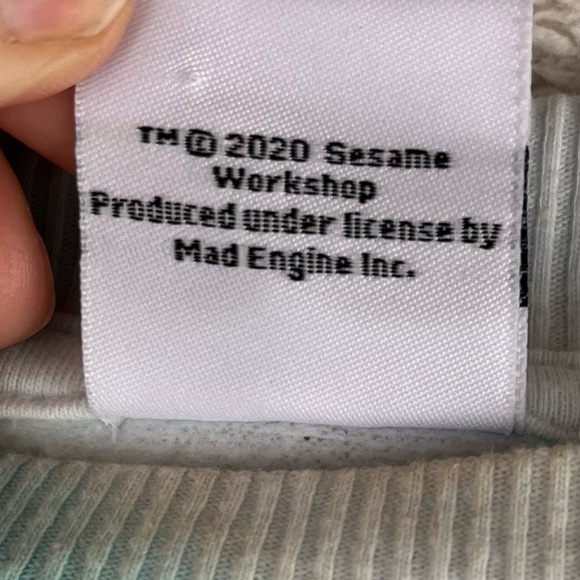 ™© 2020 Sesame
Workshop
Produced under license by
Mad Engine Inc.